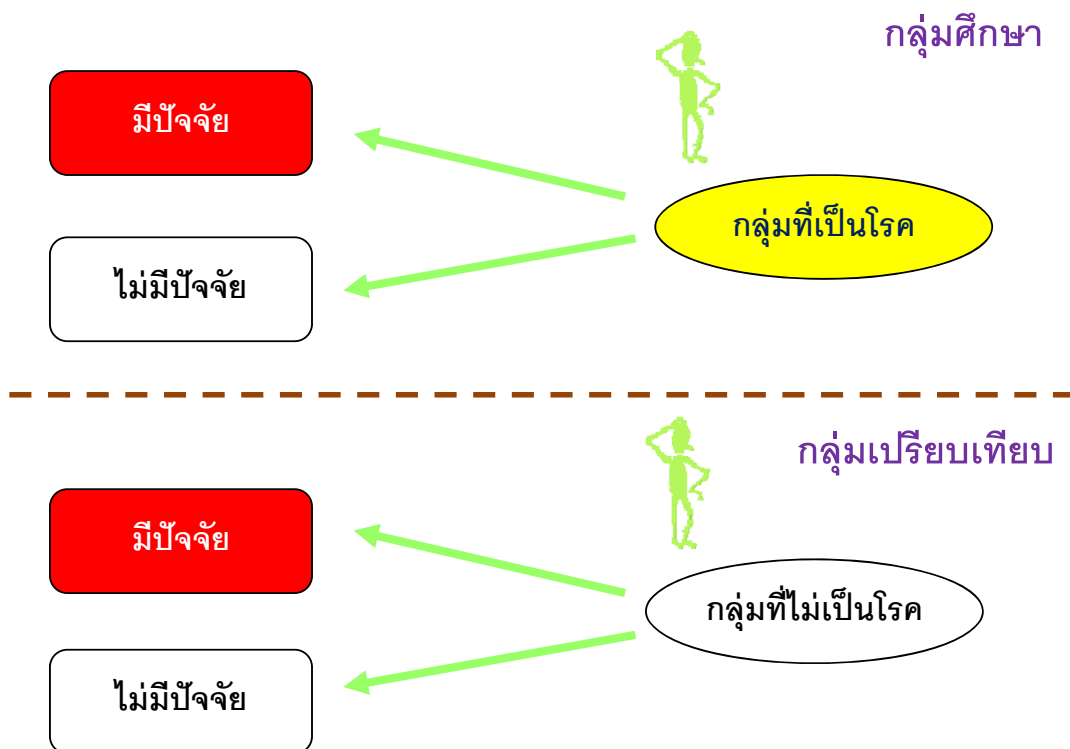 กลุ่มศึกษา
มีปัจจัย
กลุ่มที่เป็นโรค
ไม่มีปัจจัย
กลุ่มเปรียบเทียบ
มีปัจจัย
กลุ่มที่ไม่เป็นโรค
ไม่มีปัจจัย